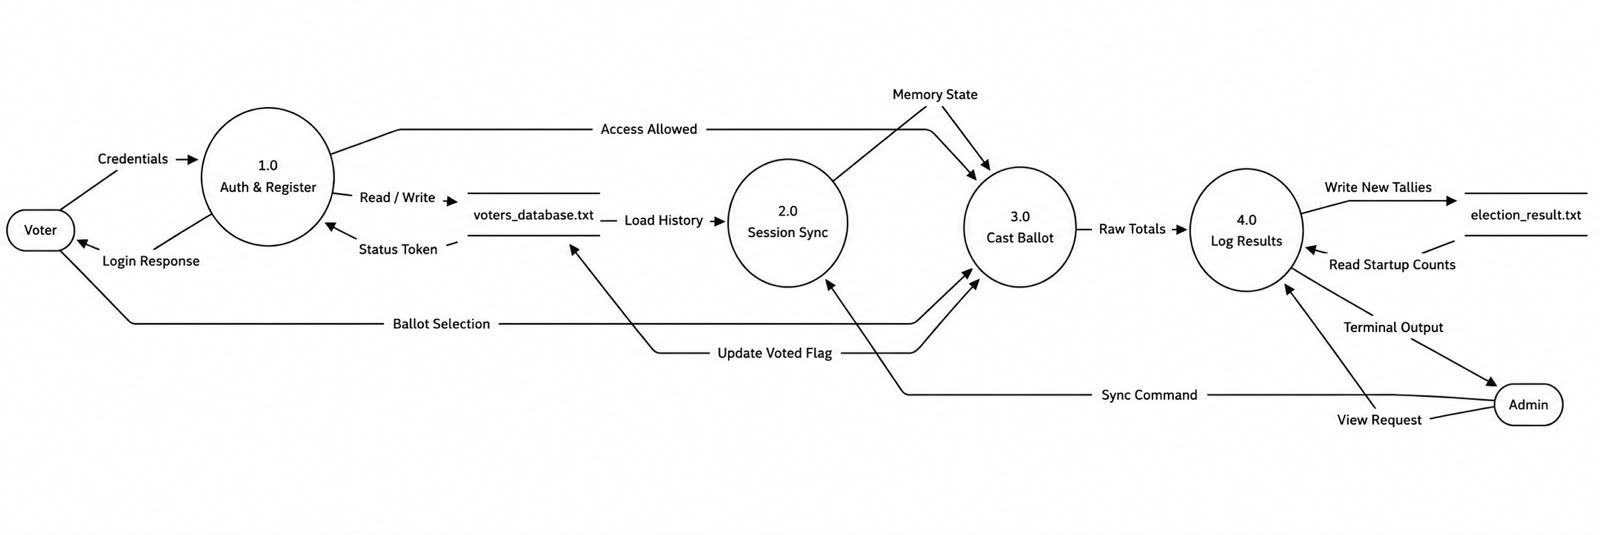 Memory State
Access Allowed
Credentials
1.0
Auth & Register
Read / Write
voters_database.txt
Load History
2.0
Session Sync
3.0
Cast Ballot
Raw Totals
4.0
Log Results
Write New Tallies
election_result.txt
Voter
Login Response
Status Token
Read Startup Counts
Ballot Selection
Update Voted Flag
Terminal Output
Sync Command
Admin
View Request